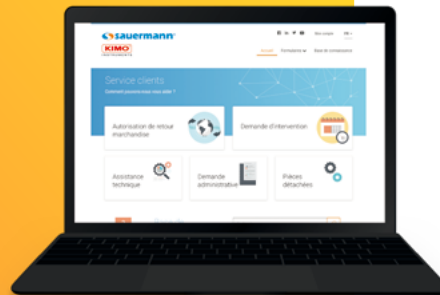 sauermann
Mon compte FR
KIMO
INSTRUMENTS
Accueil Formations Base de connaissance
Service clients
Comment pouvons-nous vous aider ?
Autorisation de retour
marchandise
Demande d'intervention
Assistance
technique
Demande
administrative
Pièces
détachées